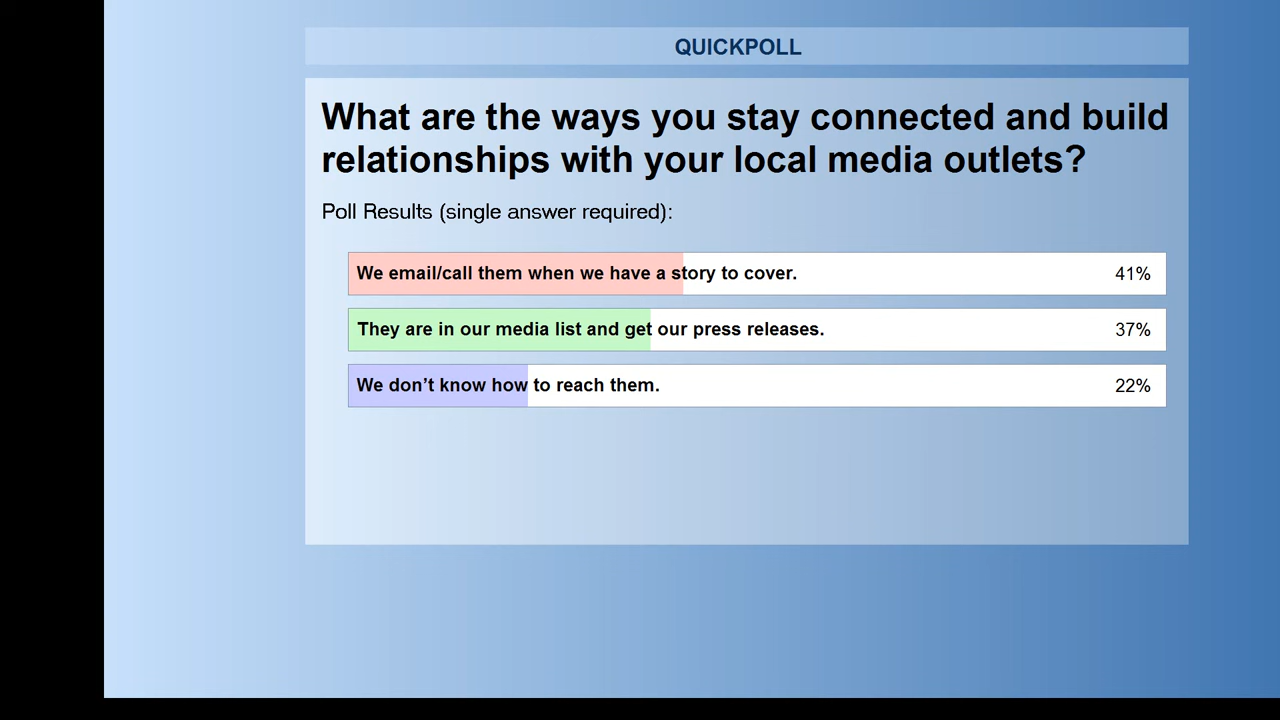 QUICKPOLL
What are the ways you stay connected and build
relationships with your local media outlets?
Poll Results (single answer required):
We email/call them when we have a story to cover. 41%
They are in our media list and get our press releases. 37%
We don’t know how to reach them. 22%